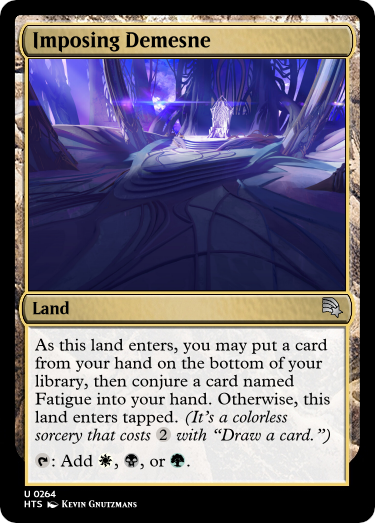 Imposing Demesne
Land
As this land enters, you may put a card
from your hand on the bottom of your
library, then conjure a card named
Fatigue into your hand. Otherwise, this
land enters tapped. (It's a colorless
sorcery that costs 2 with “Draw a card.”)
: Add , , or .
U 0264
HTS Kevin Gnutzmans